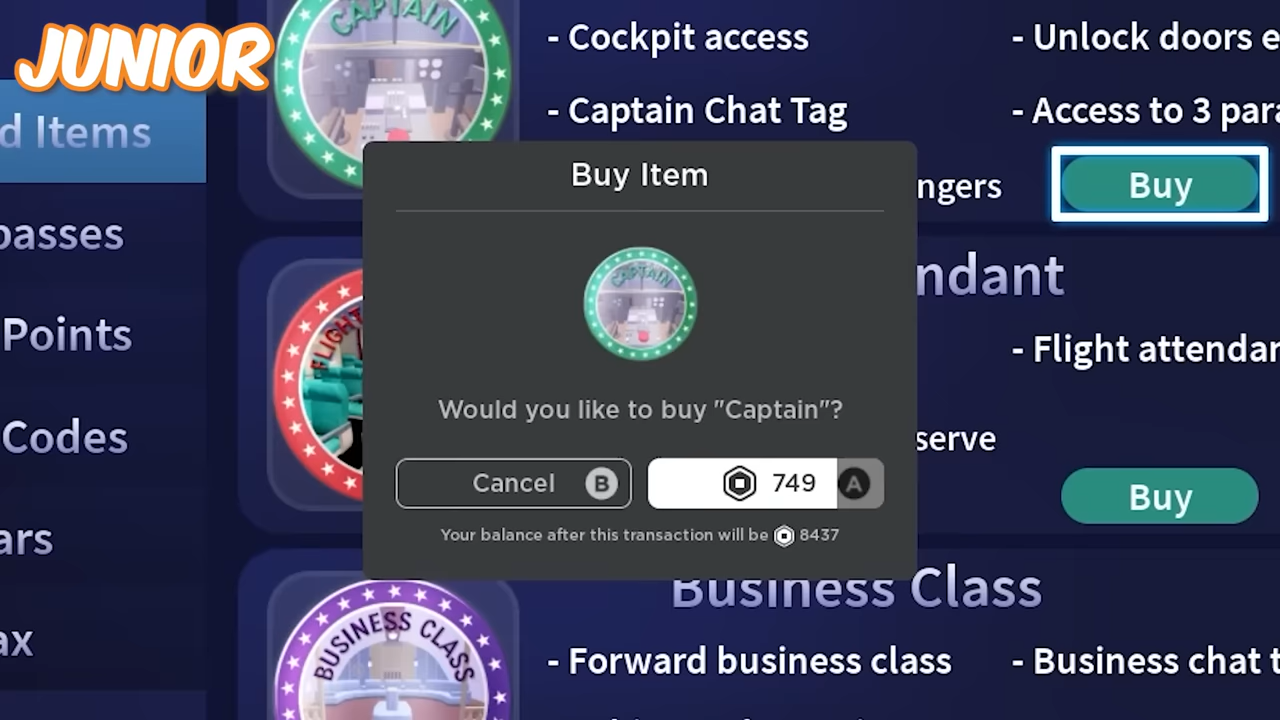 JUNIOR
CAPTAIN
- Cockpit access
- Unlock doors e
- Captain Chat Tag
- Access to 3 para
ngers
Buy
d Items
Buy Item
passes
CAPTAIN
ndant
FLIGHT
Points
- Flight attendan
Would you like to buy "Captain"?
Codes
serve
Cancel B
749 A
Buy
Your balance after this transaction will be 8437
ars
Business Class
BUSINESS CLASS
ax
- Forward business class
- Business chat t